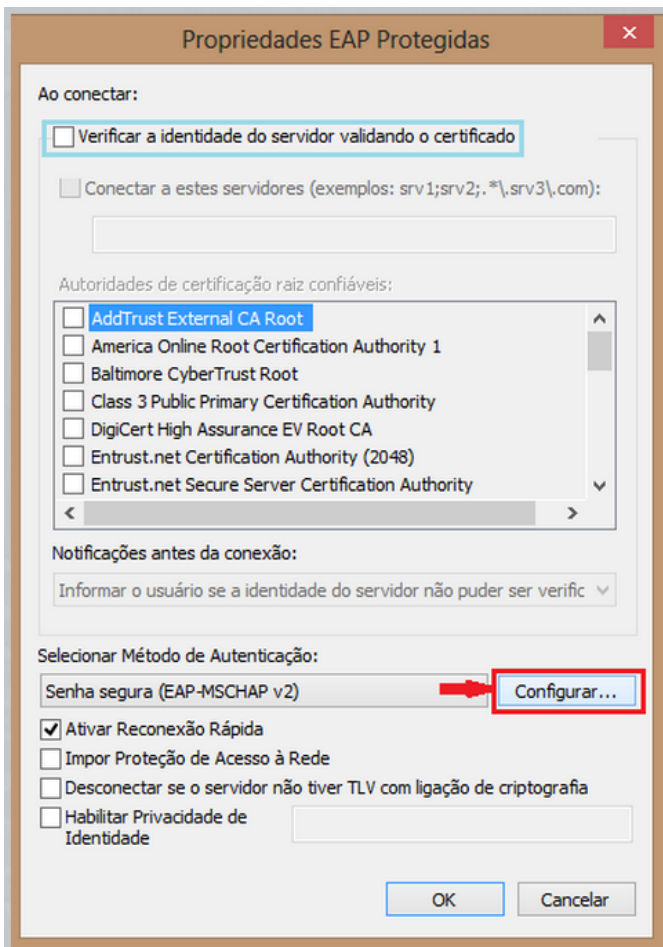 Propriedades EAP Protegidas
Ao conectar:
Verificar a identidade do servidor validando o certificado
Conectar a estes servidores (exemplos: srv1;srv2;.*\.srv3\.com):
Autoridades de certificação raiz confiáveis:
AddTrust External CA Root
America Online Root Certification Authority 1
Baltimore CyberTrust Root
Class 3 Public Primary Certification Authority
DigiCert High Assurance EV Root CA
Entrust.net Certification Authority (2048)
Entrust.net Secure Server Certification Authority
Notificações antes da conexão:
Informar o usuário se a identidade do servidor não puder ser verific
Selecionar Método de Autenticação:
Senha segura (EAP-MSCHAP v2) Configurar...
Ativar Reconexão Rápida
Impor Proteção de Acesso à Rede
Desconectar se o servidor não tiver TLV com ligação de criptografia
Habilitar Privacidade de
Identidade
OK Cancelar